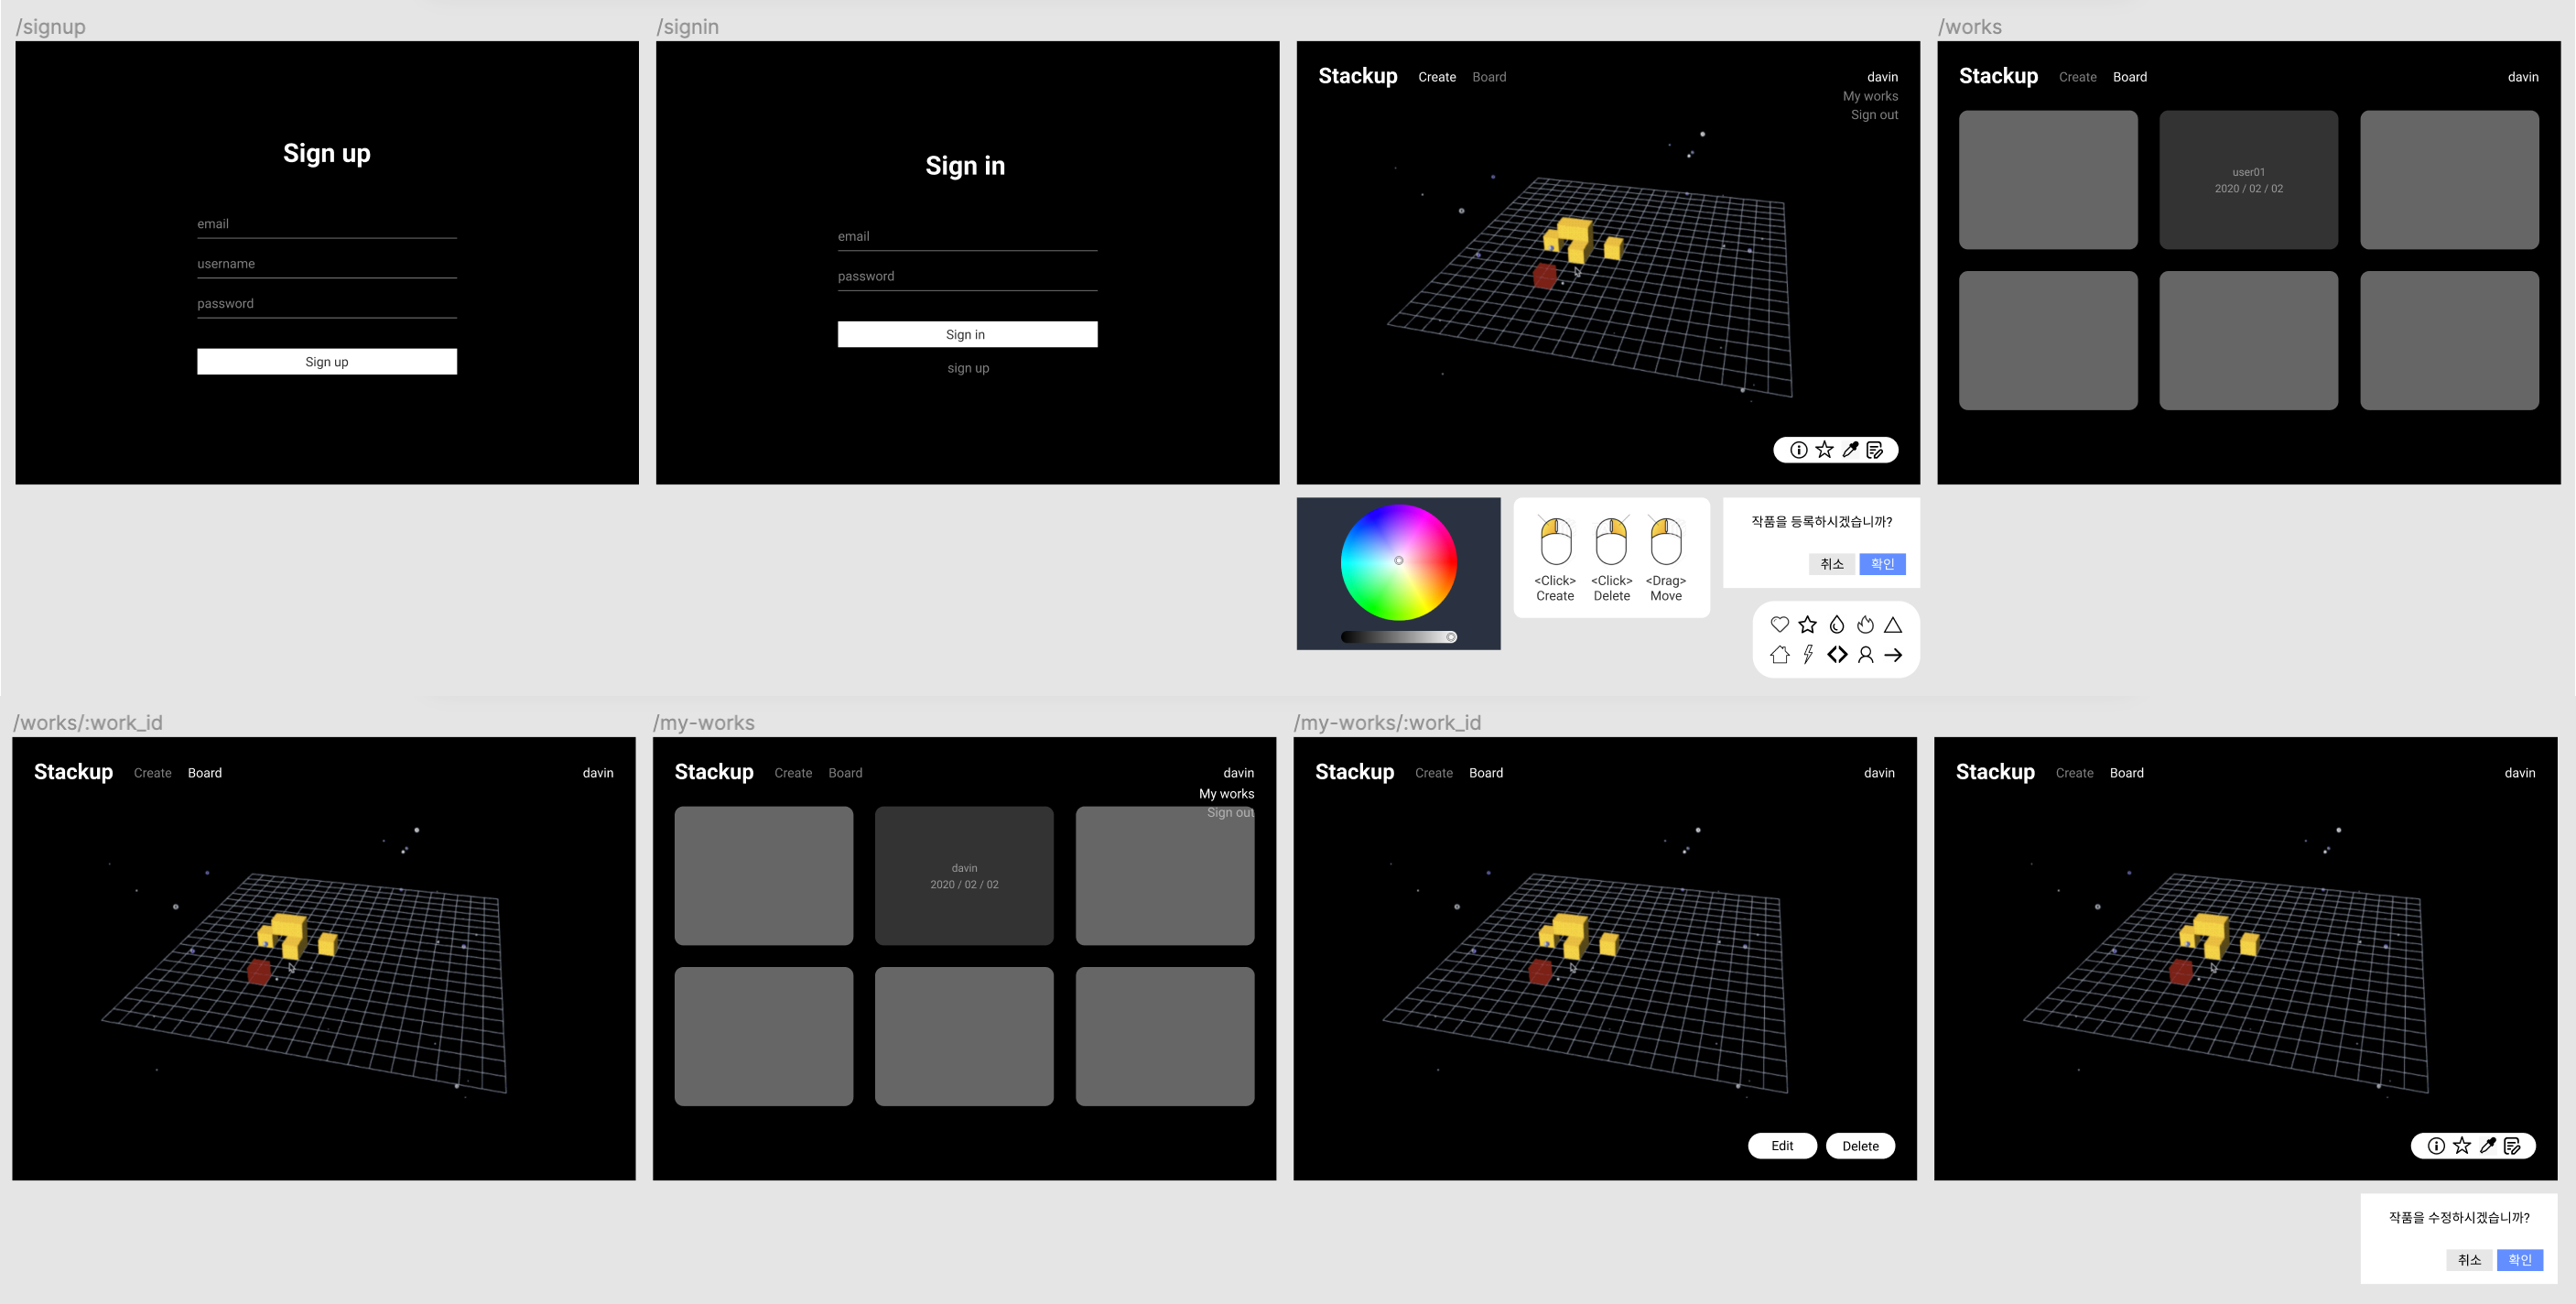 /signup
Sign up
email
username
password
Sign up
/signin
Sign in
email
password
Sign in
sign up
Stackup Create Board davin
My works
Sign out
<Click> <Click> <Drag>
Create Delete Move
작품을 등록하시겠습니까?
취소 확인
/works
Stackup Create Board davin
user01
2020 / 02 / 02
/works/:work_id
Stackup Create Board davin
/my-works
Stackup Create Board davin
My works
Sign out
davin
2020 / 02 / 02
/my-works/:work_id
Stackup Create Board davin
Edit Delete
Stackup Create Board davin
작품을 수정하시겠습니까?
취소 확인